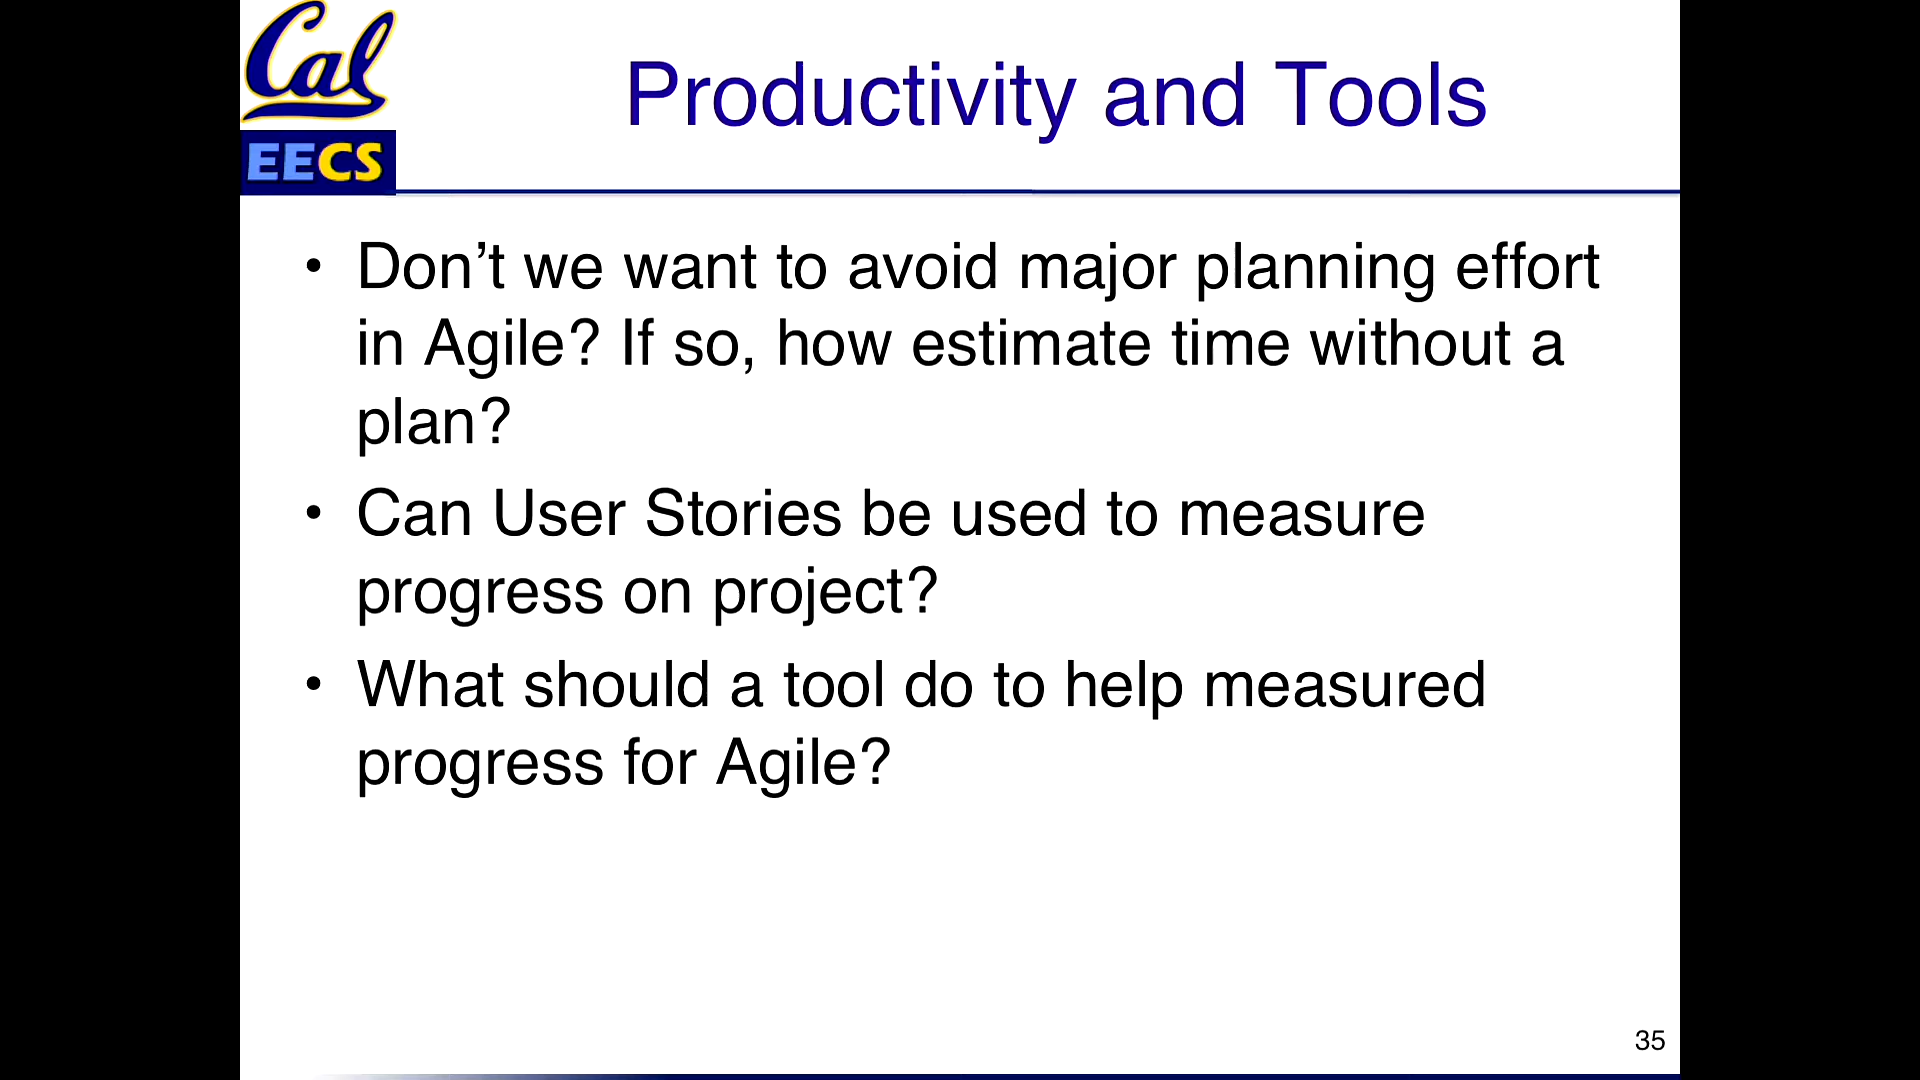 Cal
EECS
Productivity and Tools
• Don’t we want to avoid major planning effort
in Agile? If so, how estimate time without a
plan?
• Can User Stories be used to measure
progress on project?
• What should a tool do to help measured
progress for Agile?
35